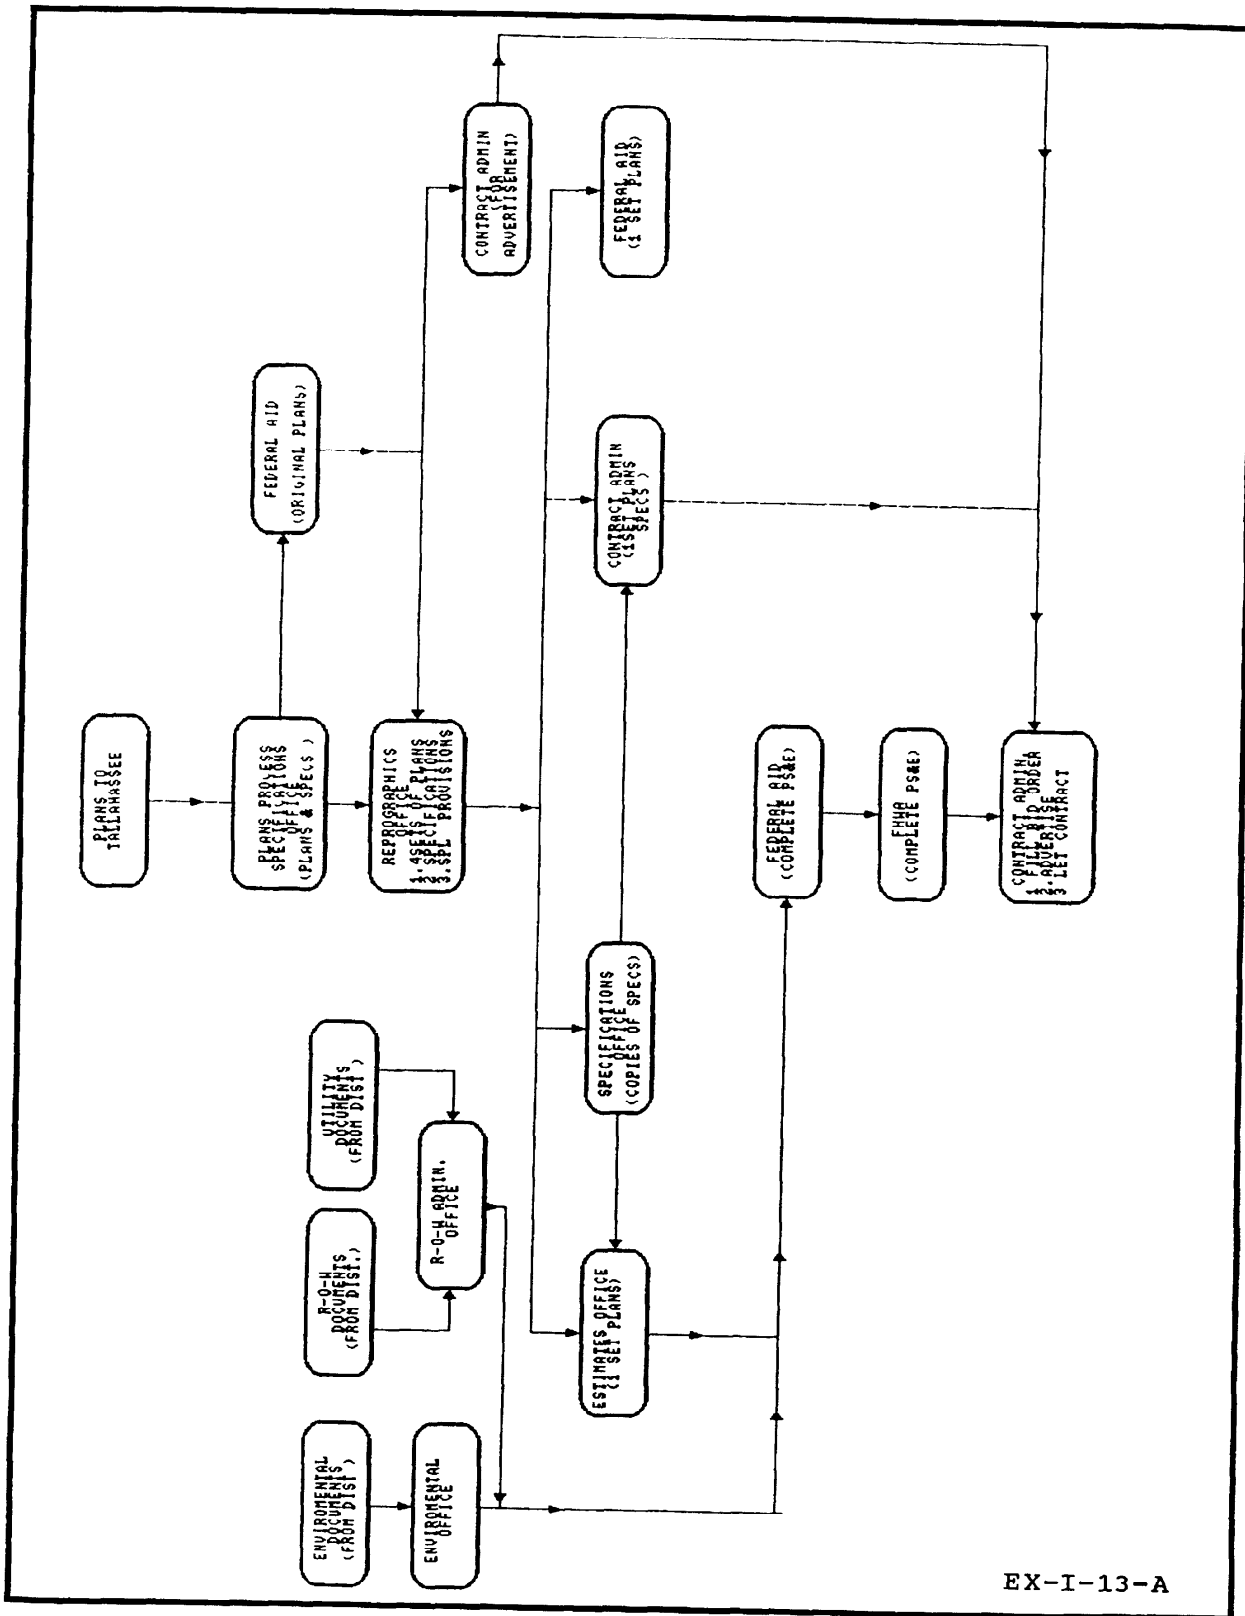 PLANS TO
TALLAHASSEE
PLANS PROCESS
SPECIFICATIONS
OFFICE
(PLANS & SPECS )
FEDERAL AID
(ORIGINAL PLANS)
REPROGRAPHICS
OFFICE
1.4SETS OF PLANS
2.SPECIFICATIONS
3.SPL PROVISIONS
CONTRACT ADMIN
(FOR
ADVERTISEMENT)
ENVIROMENTAL
DOCUMENTS
(FROM DIST )
R-O-W
DOCUMENTS
(FROM DIST.)
UTILITY
DOCUMENTS
(FROM DIST )
ENVIROMENTAL
OFFICE
R-O-W ADMIN.
OFFICE
ESTIMATES OFFICE
(1 SET PLANS)
SPECIFICATIONS
OFFICE
(COPIES OF SPECS)
CONTRACT ADMIN
(1SET PLANS
SPECS )
FEDERAL AID
(1 SET PLANS)
FEDERAL AID
(COMPLETE PS&E)
FHWA
(COMPLETE PS&E)
CONTRACT ADMIN.
1 FILL BID ORDER
2.ADVERTISE
3 LET CONTRACT
EX-I-13-A